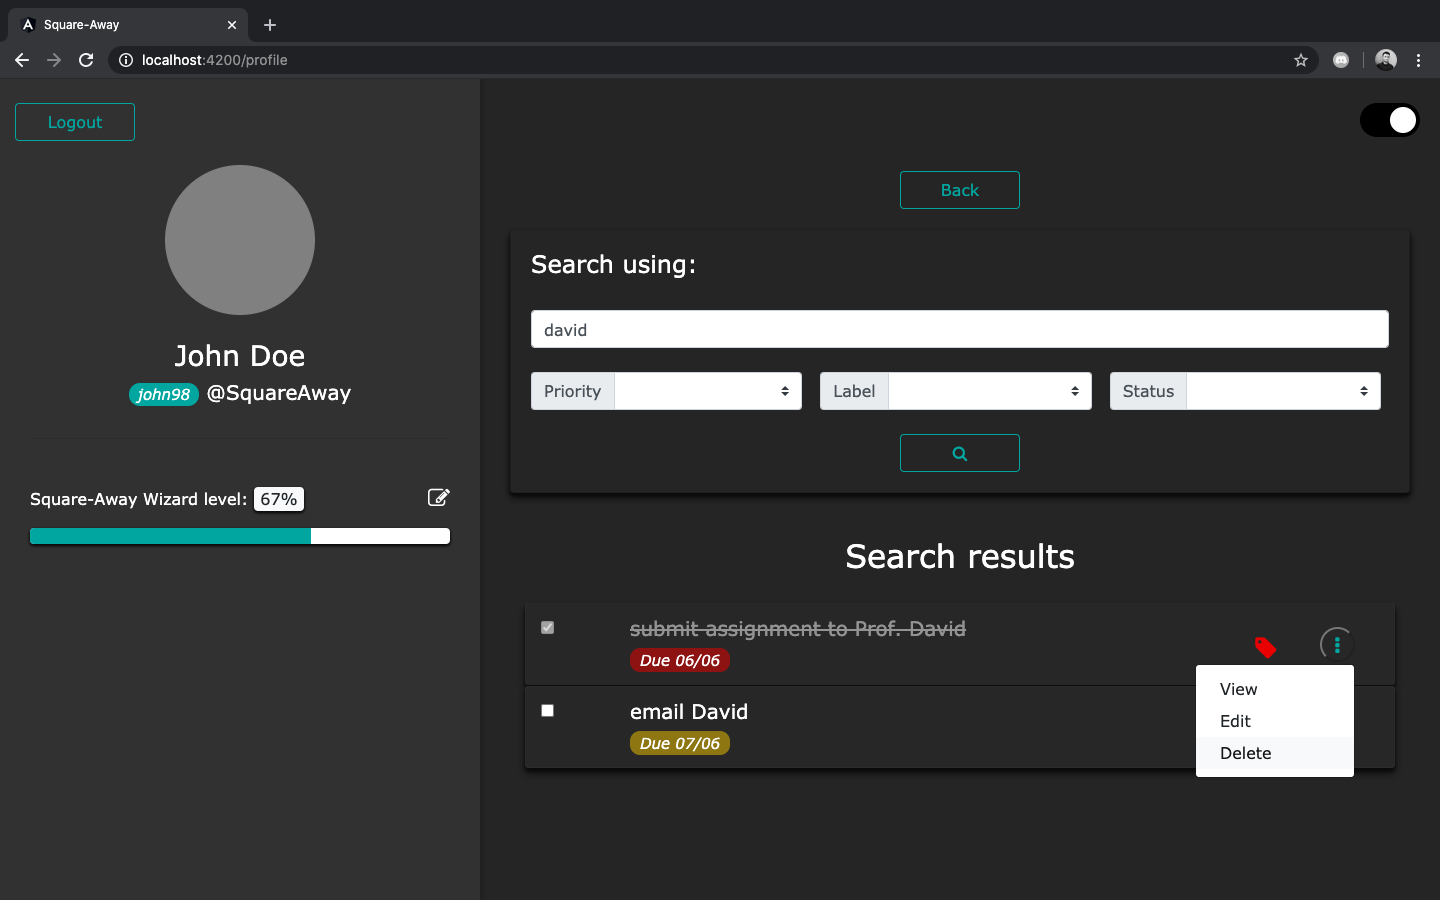 Square-Away
localhost:4200/profile
Logout
John Doe
john98 @SquareAway
Square-Away Wizard level: 67%
Back
Search using:
david
Priority Label Status
Search results
submit assignment to Prof. David
Due 06/06
email David
Due 07/06
View
Edit
Delete